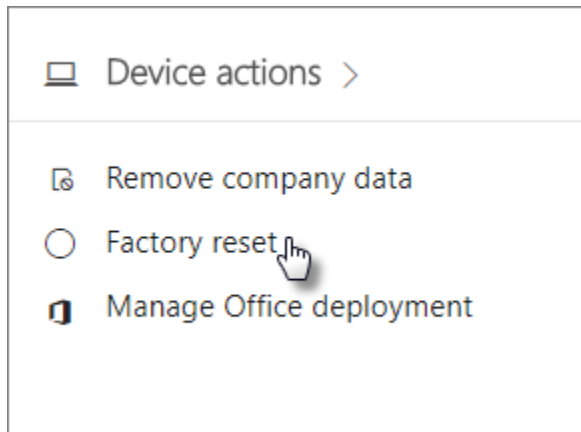 Device actions >
Remove company data
Factory reset
Manage Office deployment